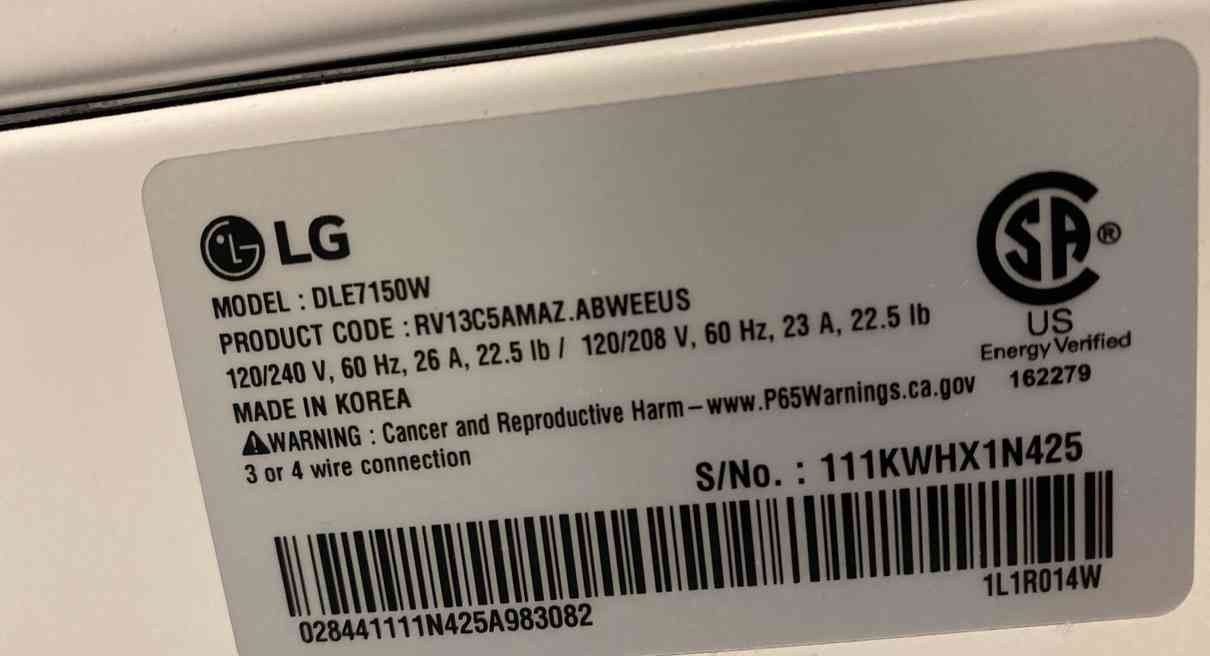 LG
MODEL : DLE7150W
PRODUCT CODE : RV13C5AMAZ.ABWEEUS
120/240 V, 60 Hz, 26 A, 22.5 lb / 120/208 V, 60 Hz, 23 A, 22.5 lb
MADE IN KOREA
⚠WARNING : Cancer and Reproductive Harm – www.P65Warnings.ca.gov
3 or 4 wire connection
SA®
US
Energy Verified
162279
S/No. : 111KWHX1N425
028441111N425A983082
1L1R014W